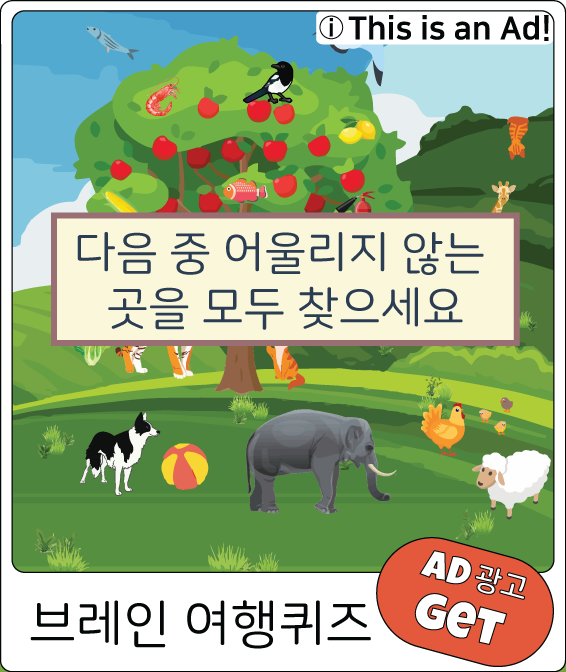 ⓘ This is an Ad!
다음 중 어울리지 않는
곳을 모두 찾으세요
브레인 여행퀴즈
AD 광고
GET